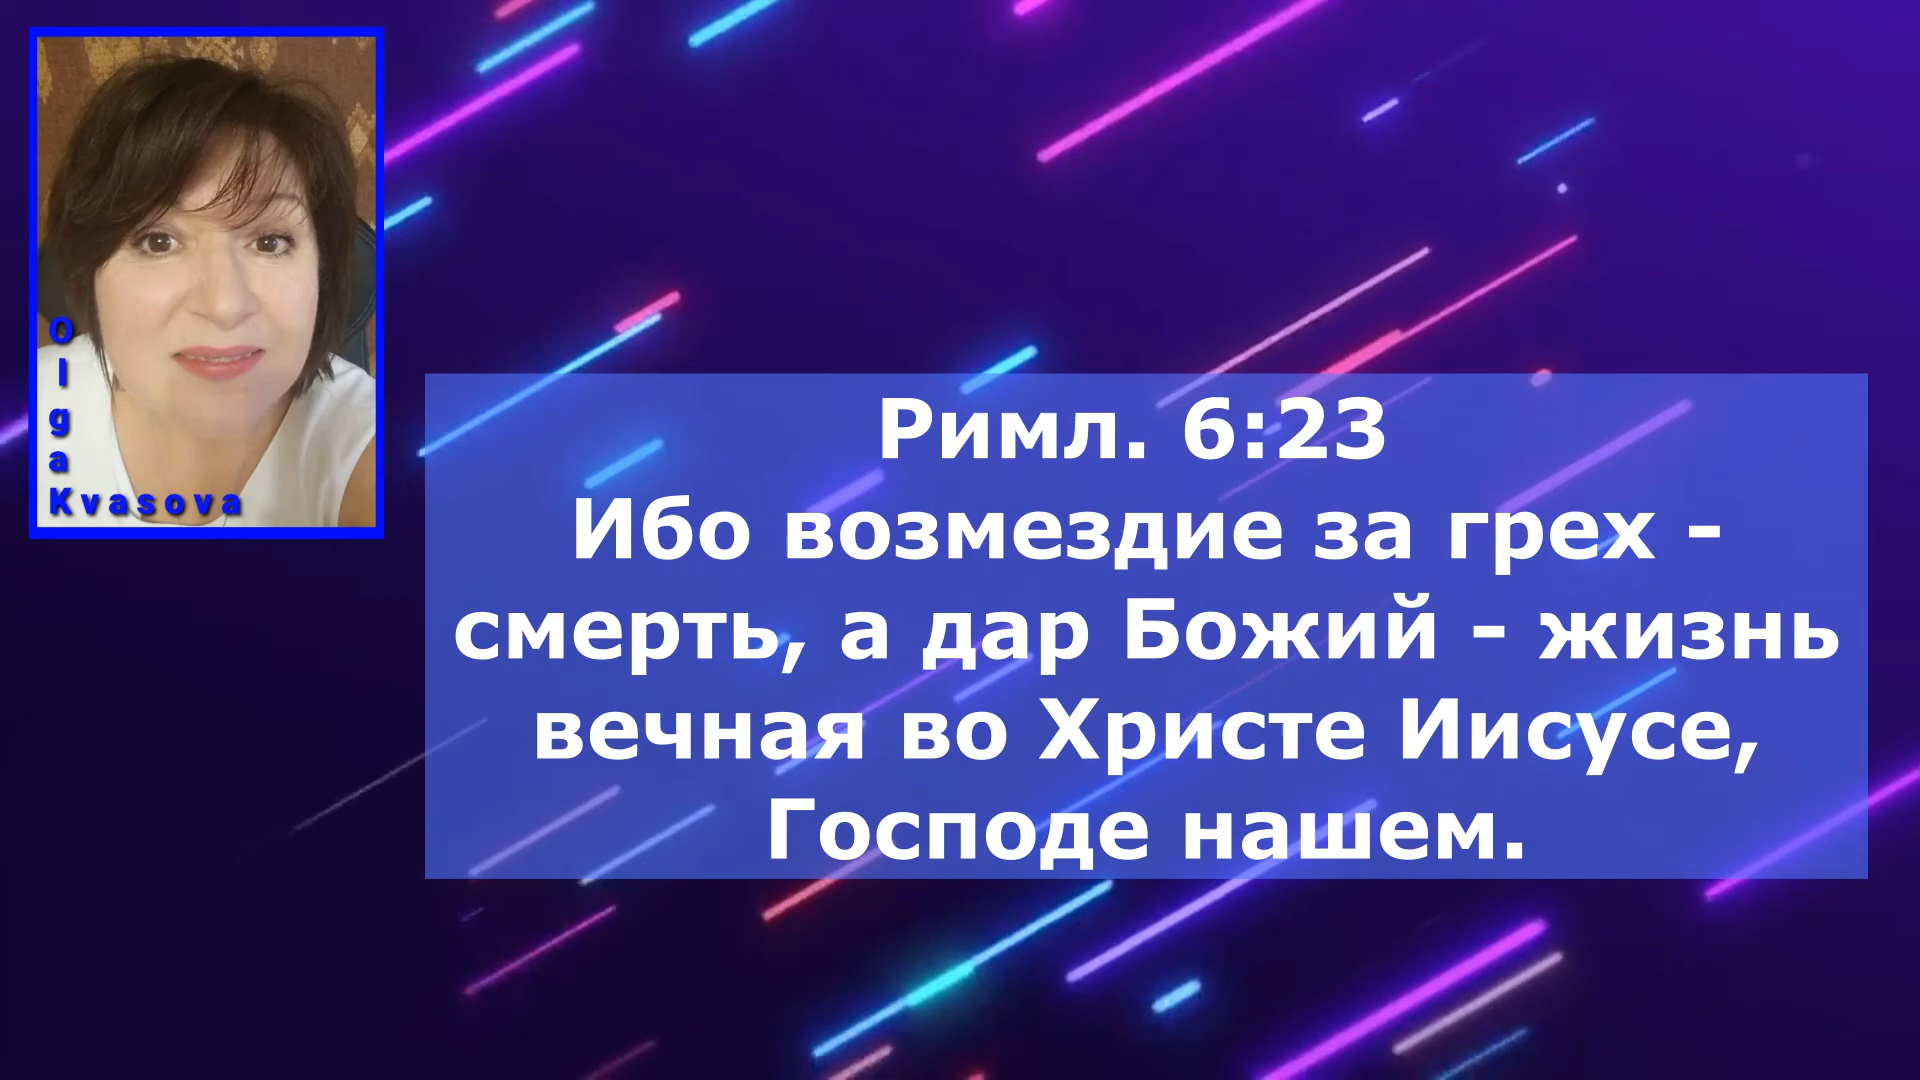 Olga
Kvasova
Римл. 6:23
Ибо возмездие за грех -
смерть, а дар Божий - жизнь
вечная во Христе Иисусе,
Господе нашем.